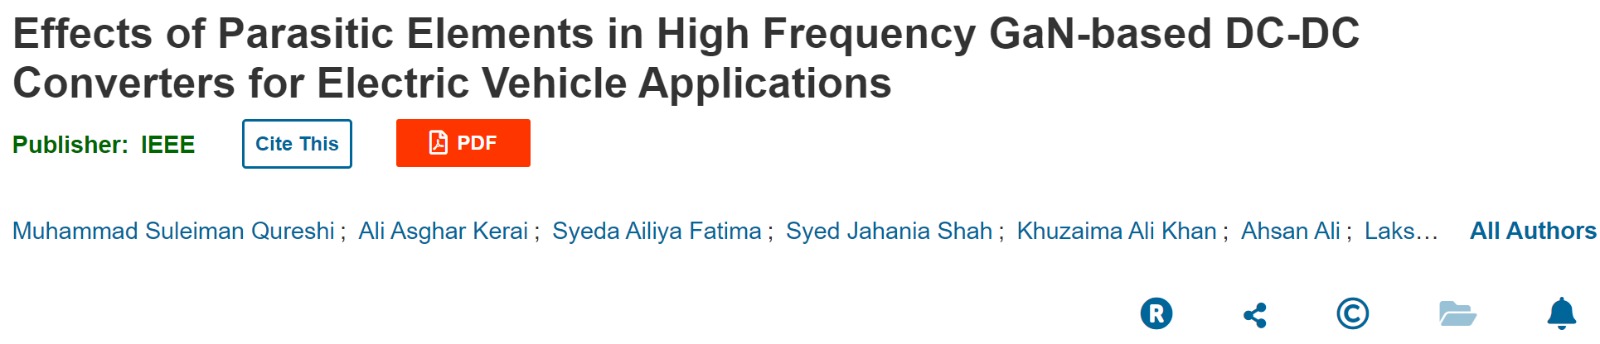 Effects of Parasitic Elements in High Frequency GaN-based DC-DC
Converters for Electric Vehicle Applications
Publisher: IEEE Cite This PDF
Muhammad Suleiman Qureshi ; Ali Asghar Kerai ; Syeda Ailiya Fatima ; Syed Jahania Shah ; Khuzaima Ali Khan ; Ahsan Ali ; Laks... All Authors
R ©